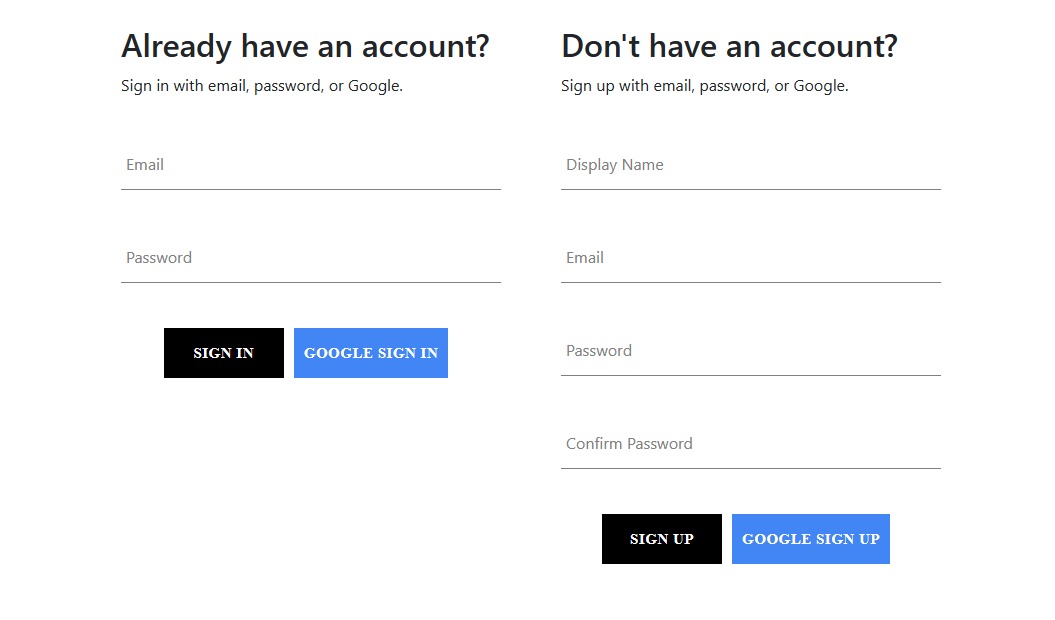 Already have an account?
Sign in with email, password, or Google.
Email
Password
SIGN IN
GOOGLE SIGN IN
Don't have an account?
Sign up with email, password, or Google.
Display Name
Email
Password
Confirm Password
SIGN UP
GOOGLE SIGN UP